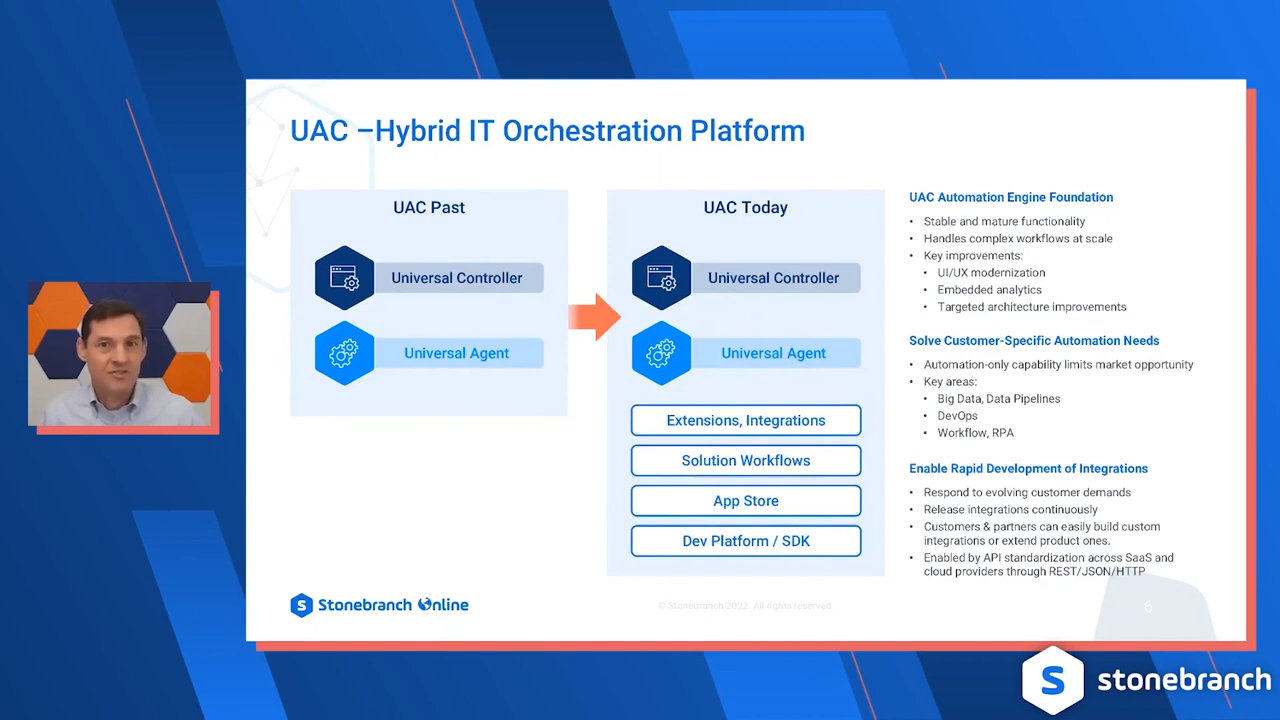 UAC –Hybrid IT Orchestration Platform
UAC Past
Universal Controller
Universal Agent
UAC Today
Universal Controller
Universal Agent
Extensions, Integrations
Solution Workflows
App Store
Dev Platform / SDK
UAC Automation Engine Foundation
• Stable and mature functionality
• Handles complex workflows at scale
• Key improvements:
• UI/UX modernization
• Embedded analytics
• Targeted architecture improvements
Solve Customer-Specific Automation Needs
• Automation-only capability limits market opportunity
• Key areas:
• Big Data, Data Pipelines
• DevOps
• Workflow, RPA
Enable Rapid Development of Integrations
• Respond to evolving customer demands
• Release integrations continuously
• Customers & partners can easily build custom
integrations or extend product ones.
• Enabled by API standardization across SaaS and
cloud providers through REST/JSON/HTTP
S Stonebranch Online
© Stonebranch 2022. All rights reserved
6
S stonebranch